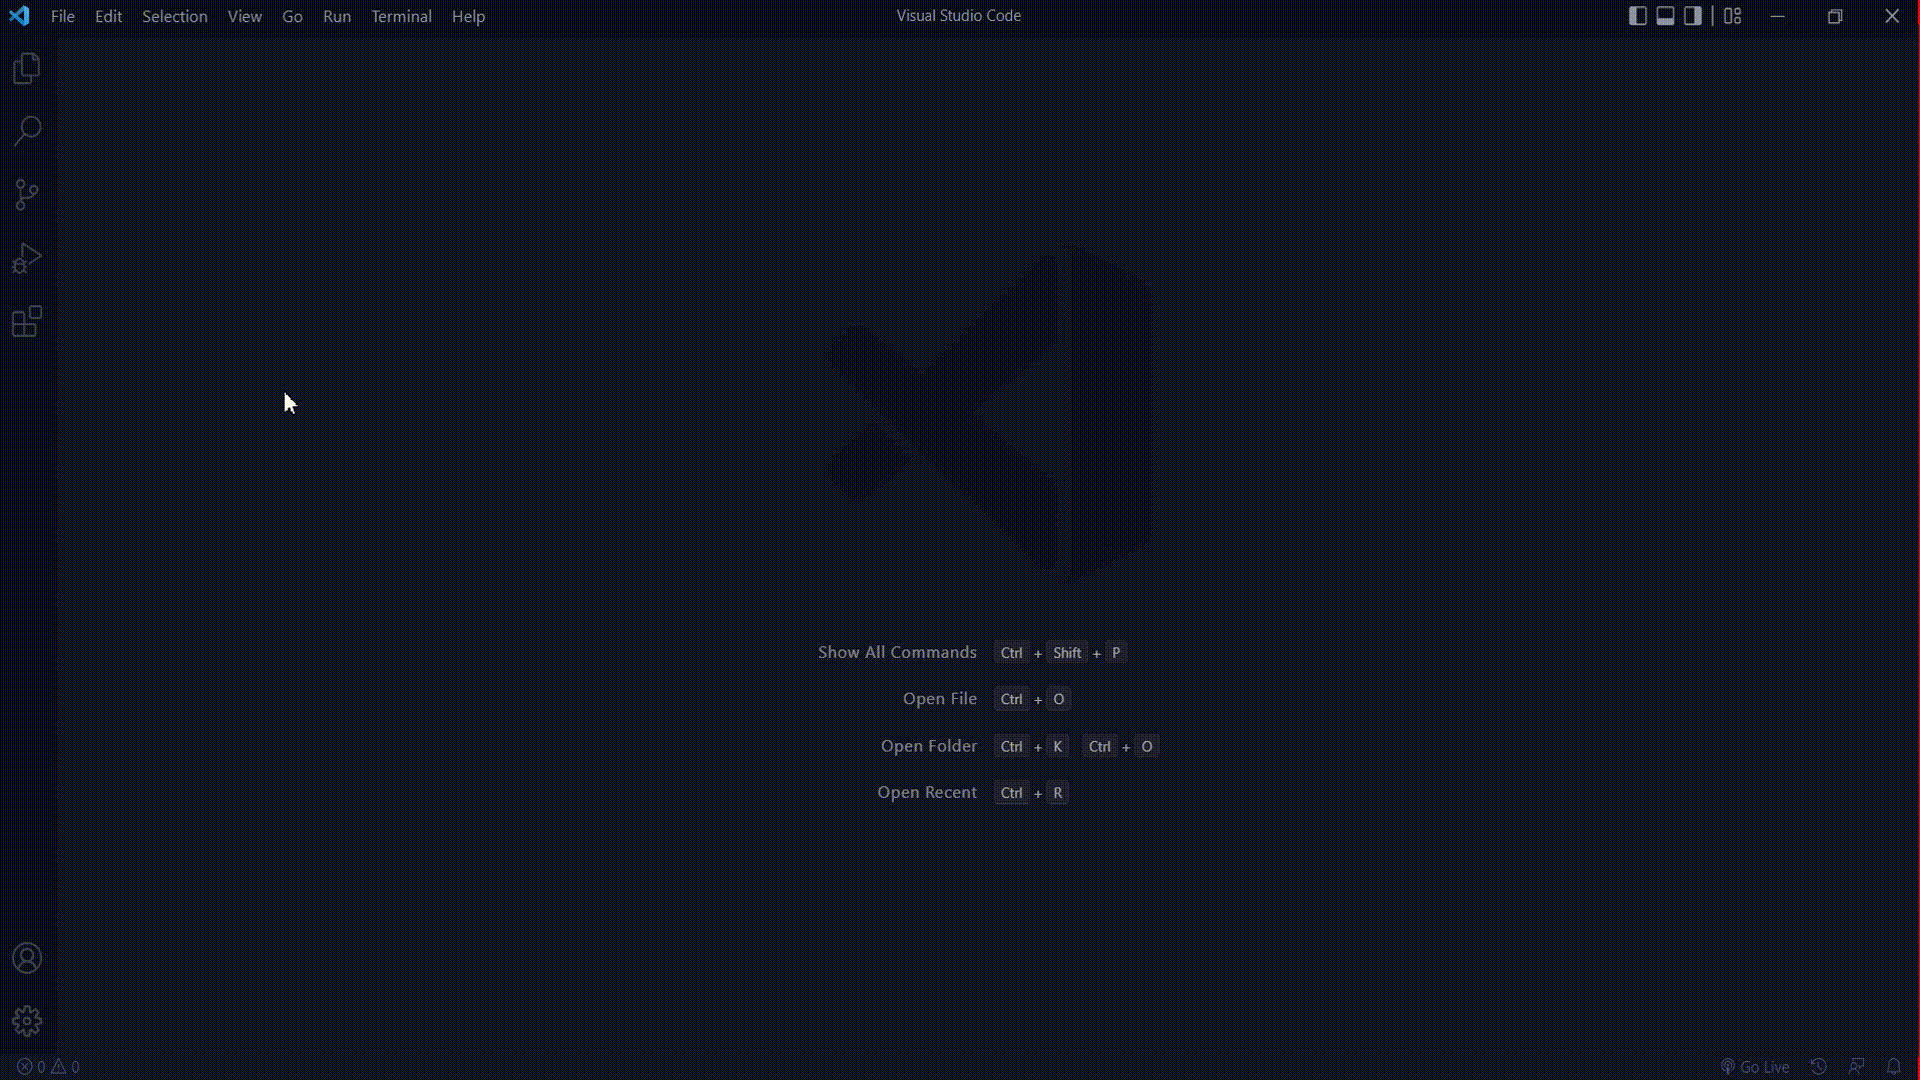 File Edit Selection View Go Run Terminal Help Visual Studio Code
Show All Commands Ctrl + Shift + P
Open File Ctrl + O
Open Folder Ctrl + K Ctrl + O
Open Recent Ctrl + R
0 0 Go Live